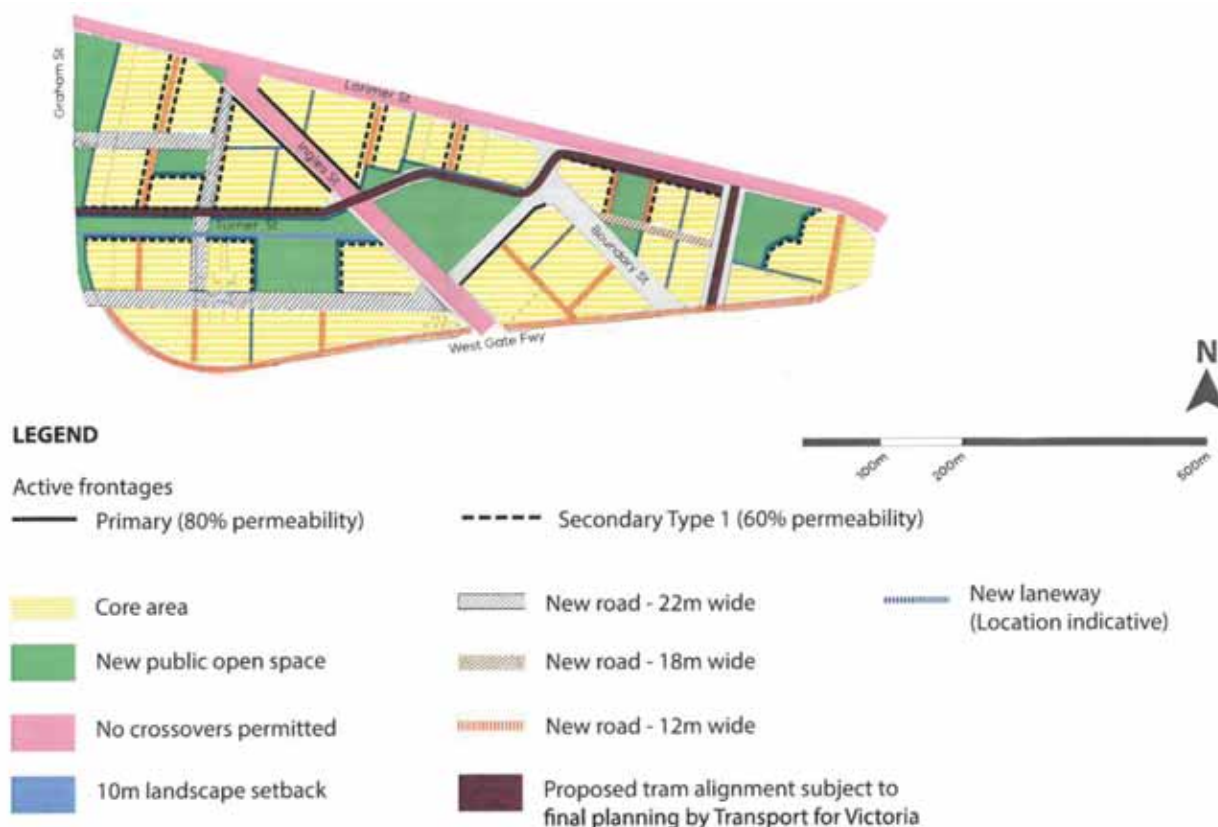 Graham St
Lorimer St
Ingles St
Turner St
Boundary St
West Gate Fwy
N
100m
200m
500m
LEGEND
Active frontages
Primary (80% permeability)
Secondary Type 1 (60% permeability)
Core area
New road - 22m wide
New laneway
(Location indicative)
New public open space
New road - 18m wide
No crossovers permitted
New road - 12m wide
10m landscape setback
Proposed tram alignment subject to
final planning by Transport for Victoria